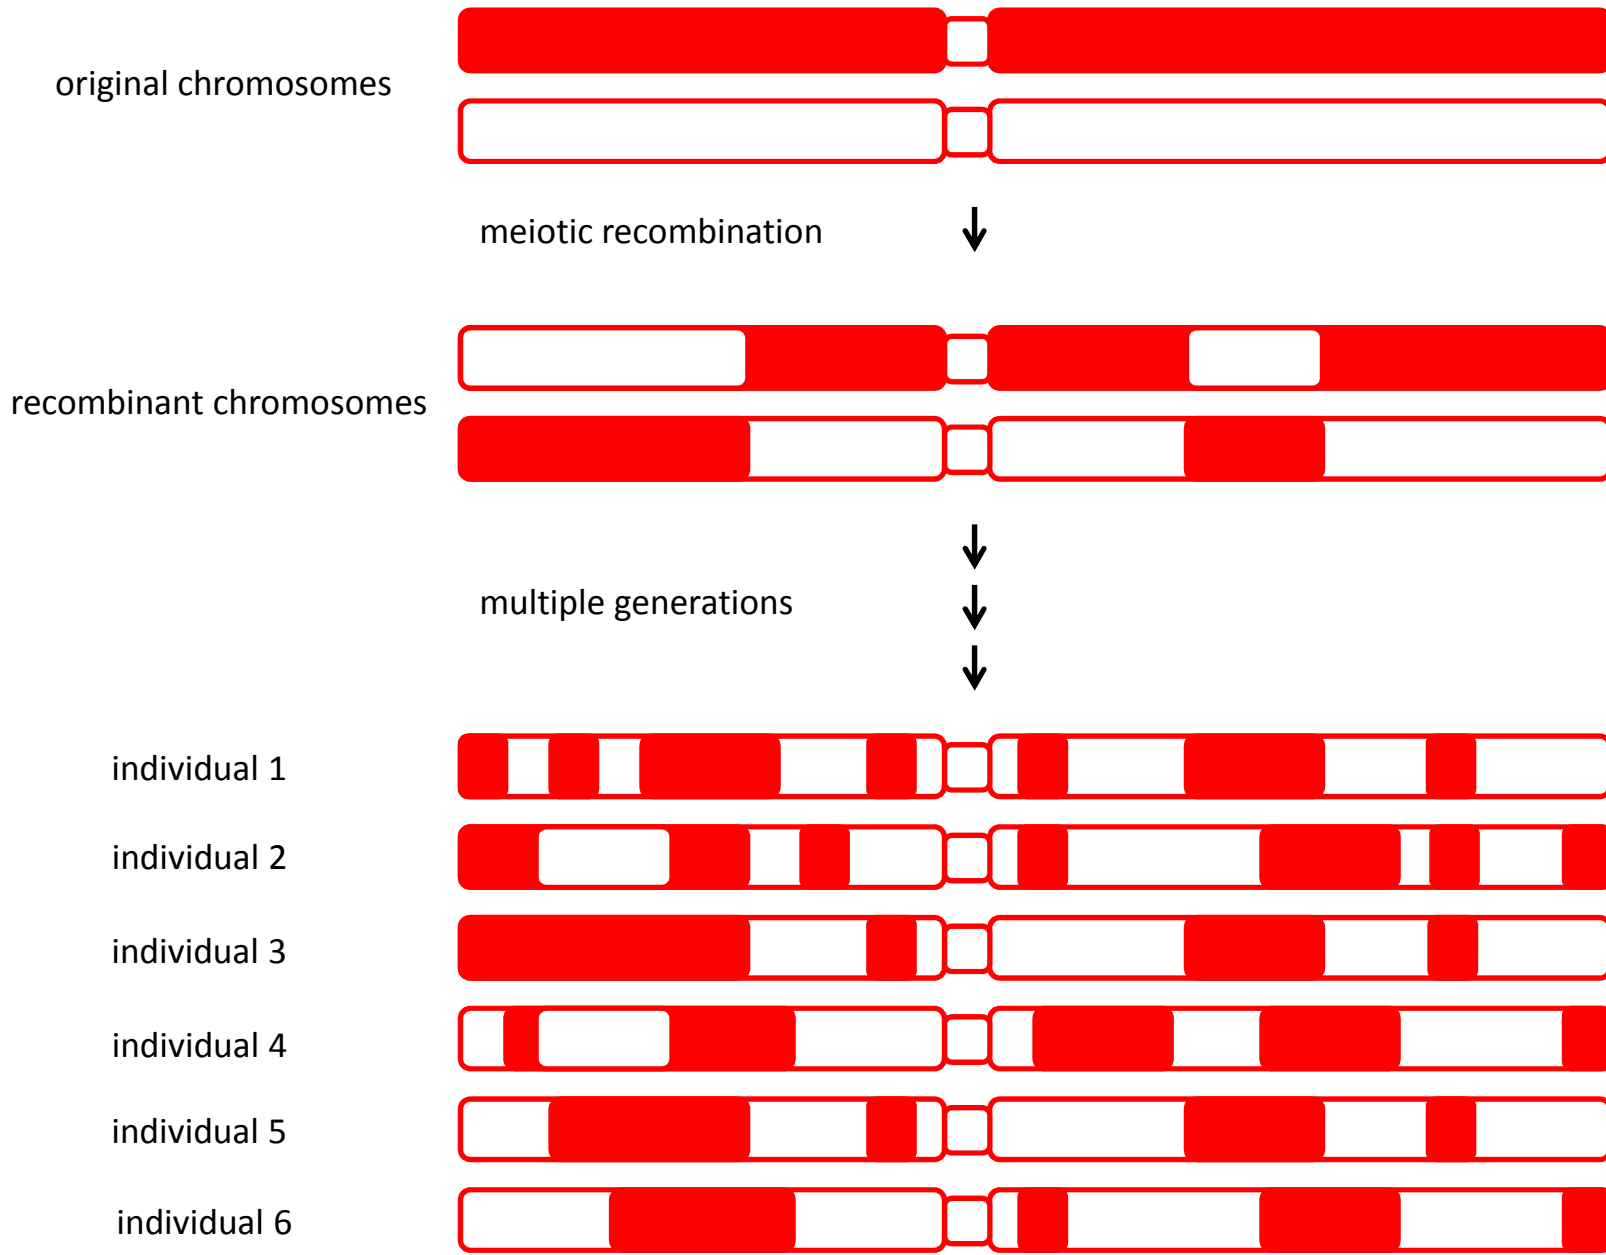 original chromosomes
meiotic recombination
recombinant chromosomes
multiple generations
individual 1
individual 2
individual 3
individual 4
individual 5
individual 6